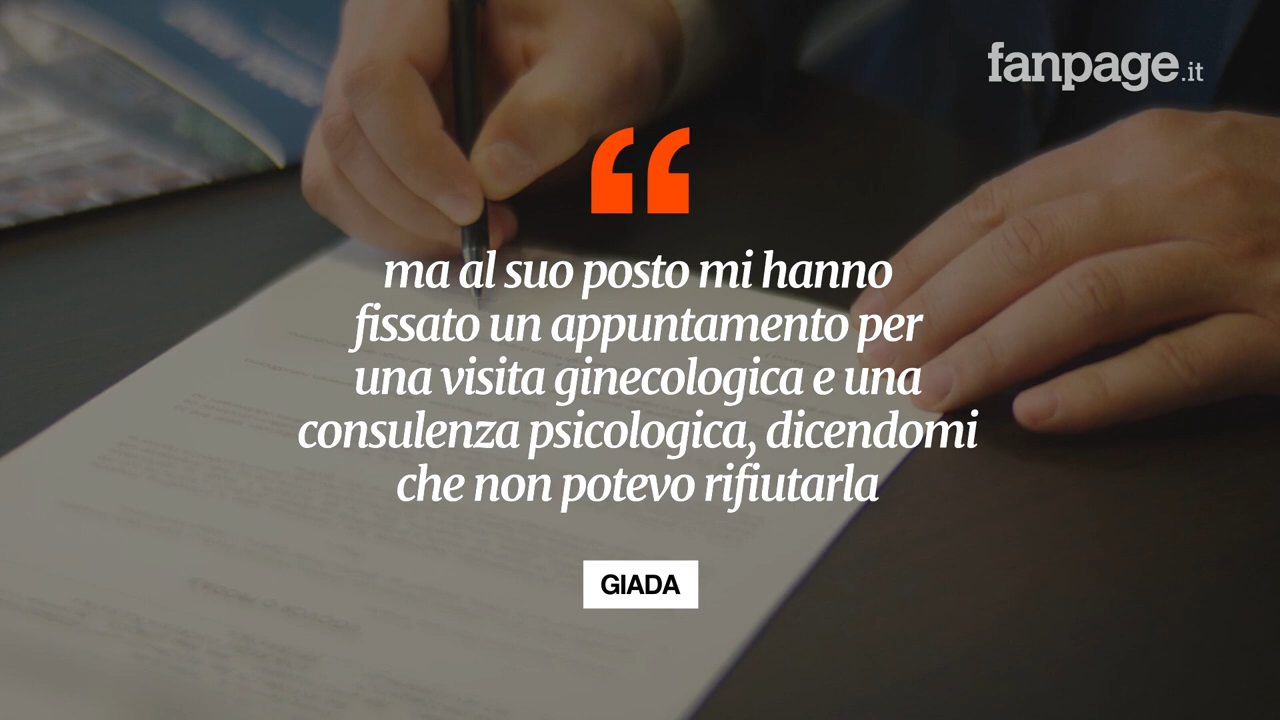 fanpage.it
ma al suo posto mi hanno
fissato un appuntamento per
una visita ginecologica e una
consulenza psicologica, dicendomi
che non potevo rifiutarla
GIADA